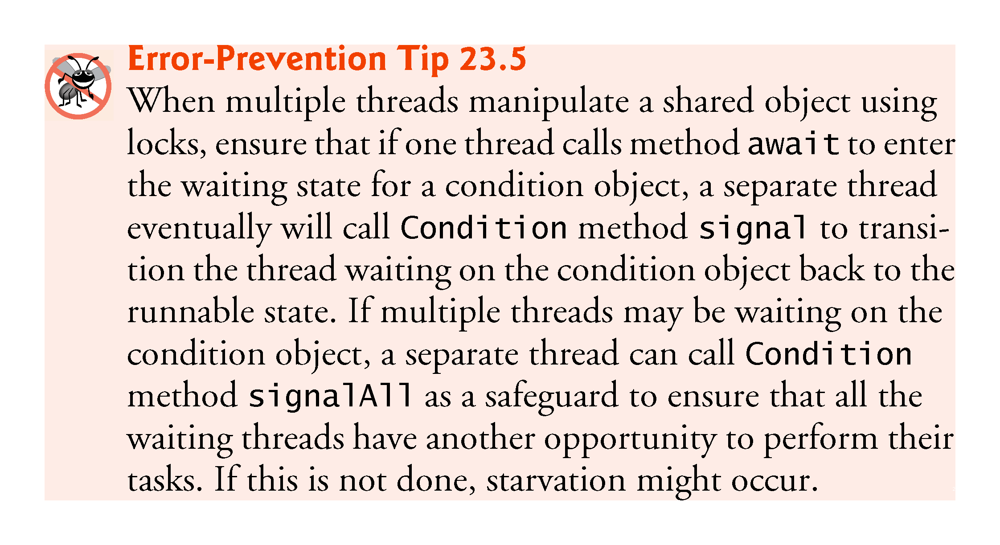 Error-Prevention Tip 23.5
When multiple threads manipulate a shared object using
locks, ensure that if one thread calls method await to enter
the waiting state for a condition object, a separate thread
eventually will call Condition method signal to transi-
tion the thread waiting on the condition object back to the
runnable state. If multiple threads may be waiting on the
condition object, a separate thread can call Condition
method signalAll as a safeguard to ensure that all the
waiting threads have another opportunity to perform their
tasks. If this is not done, starvation might occur.